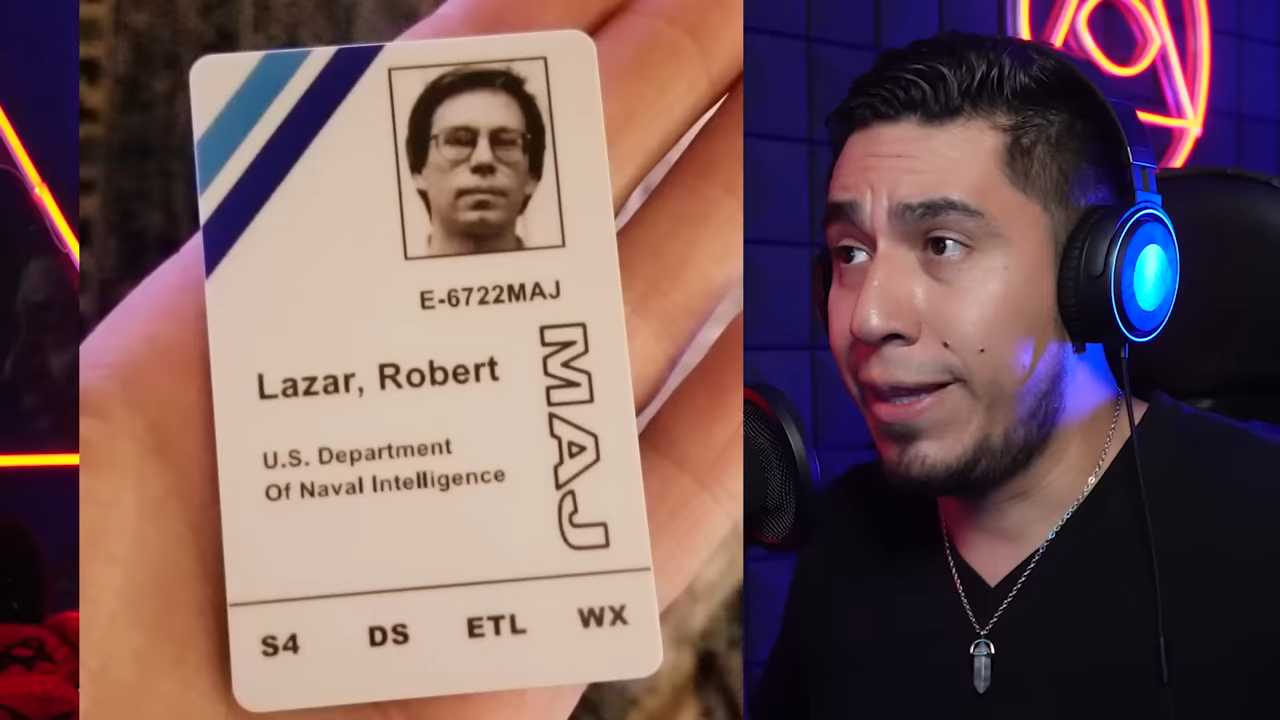 E-6722MAJ
Lazar, Robert
MAJ
U.S. Department
Of Naval Intelligence
S4 DS ETL WX